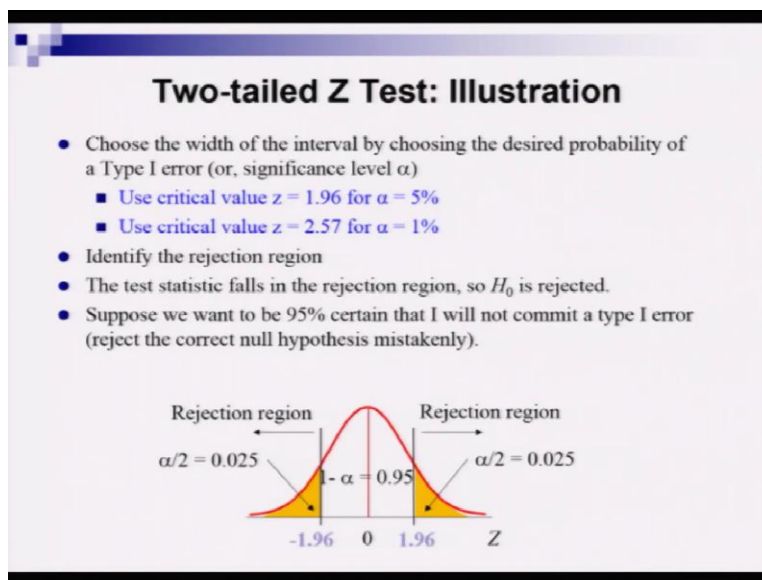 Two-tailed Z Test: Illustration
Choose the width of the interval by choosing the desired probability of
a Type I error (or, significance level α)
Use critical value z = 1.96 for α = 5%
Use critical value z = 2.57 for α = 1%
Identify the rejection region
The test statistic falls in the rejection region, so H₀ is rejected.
Suppose we want to be 95% certain that I will not commit a type I error
(reject the correct null hypothesis mistakenly).
Rejection region
Rejection region
α/2 = 0.025
1- α = 0.95
α/2 = 0.025
-1.96 0 1.96 Z